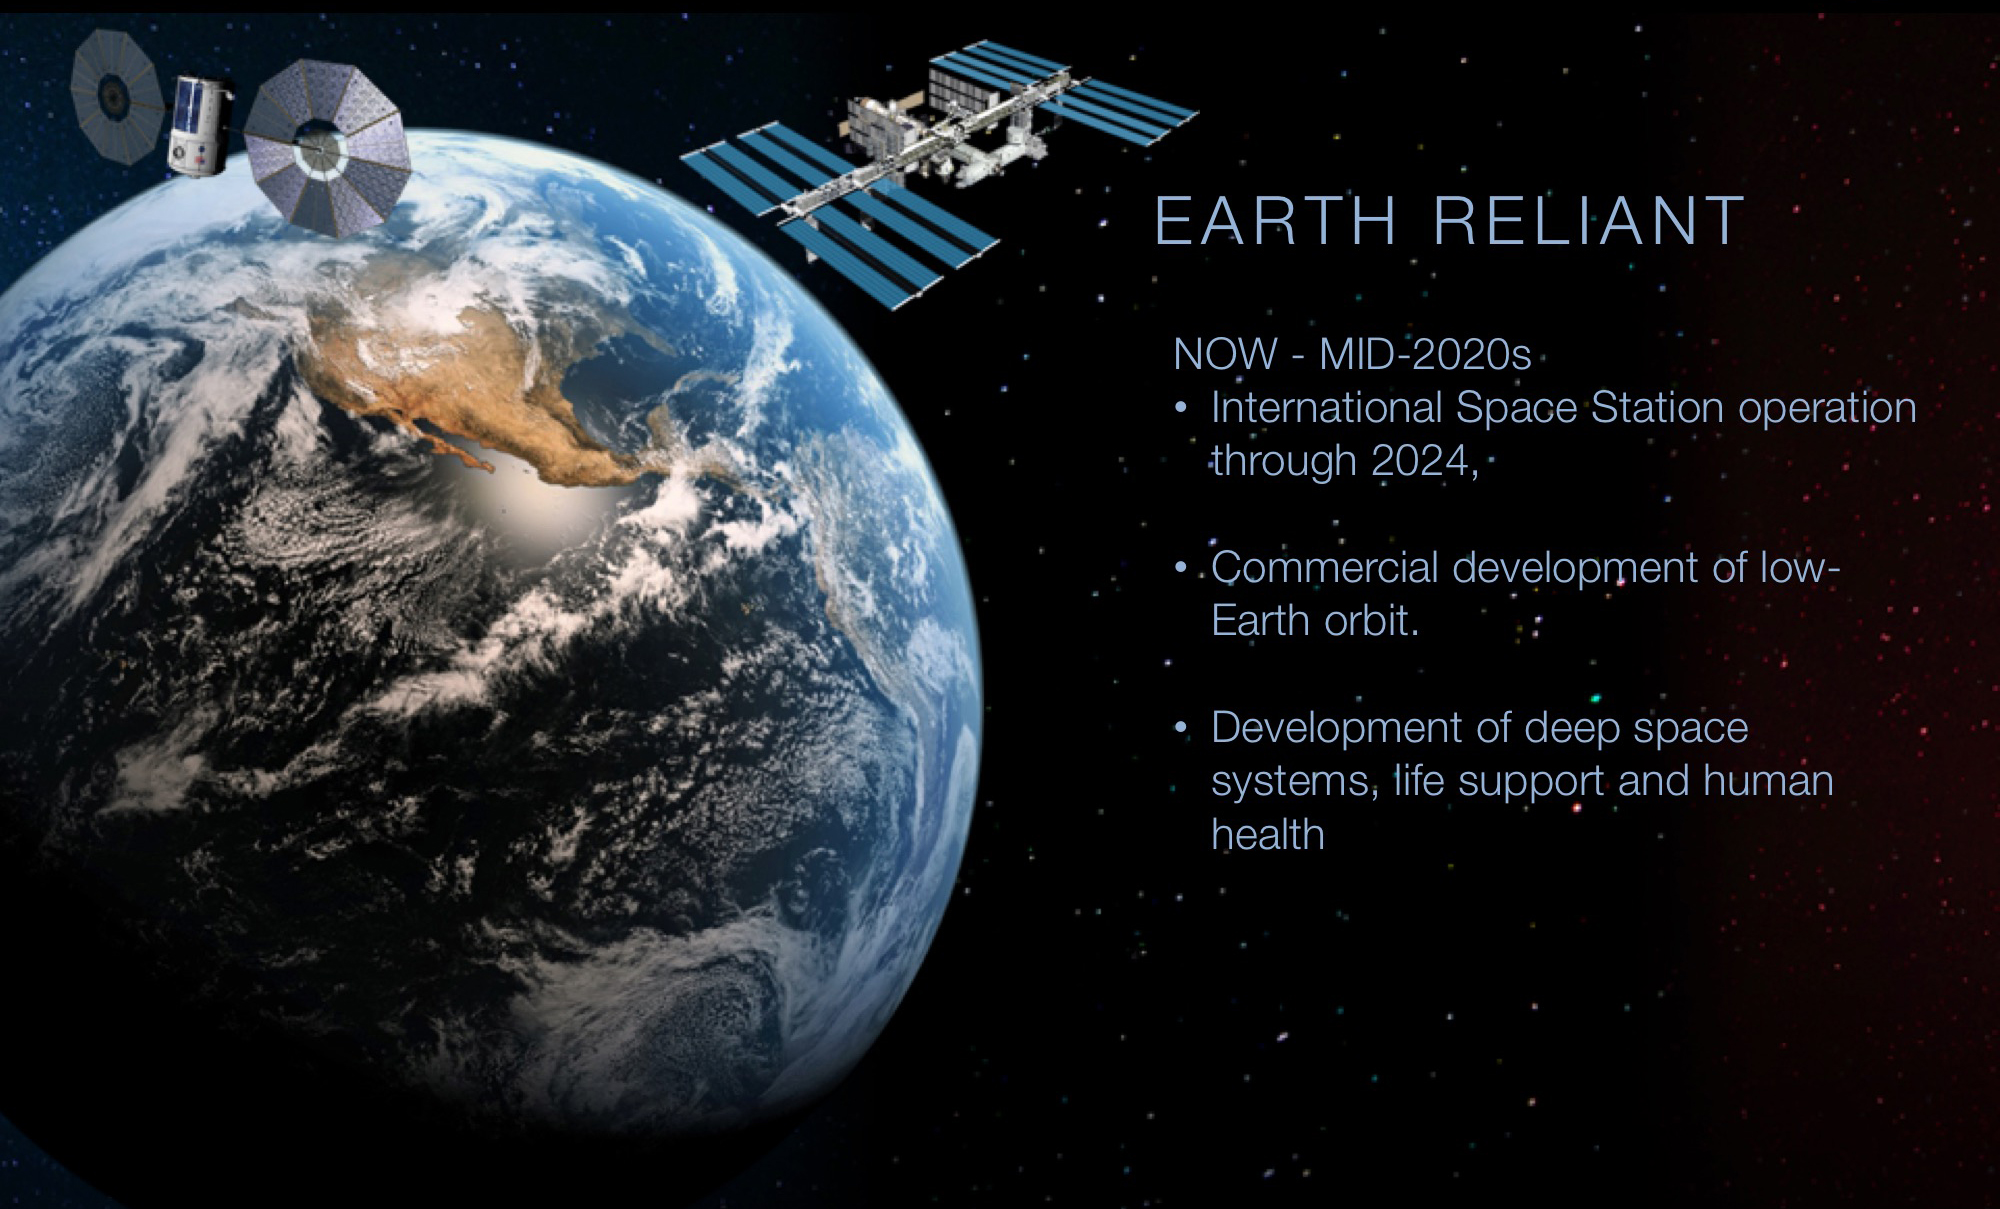 EARTH RELIANT
NOW - MID-2020s
• International Space Station operation
through 2024,
• Commercial development of low-
Earth orbit.
• Development of deep space
systems, life support and human
health